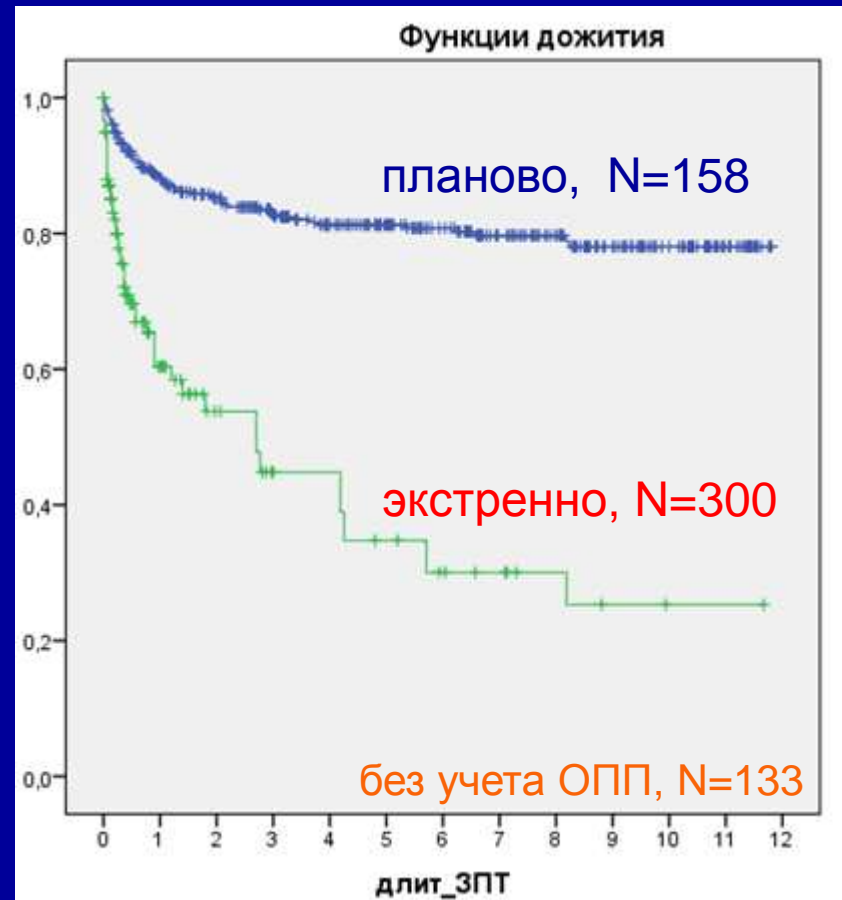 Функции дожития
1,0
планово, N=158
0,8
0,6
экстренно, N=300
0,4
0,2
без учета ОПП, N=133
0,0
0 1 2 3 4 5 6 7 8 9 10 11 12
длит_ЗПТ